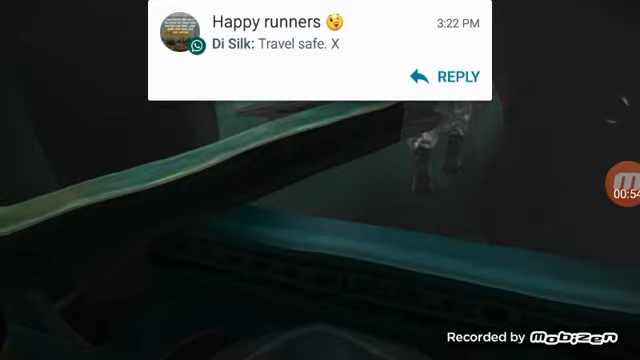 Happy runners 😉
3:22 PM
Di Silk: Travel safe. X
REPLY
00:54
Recorded by mobizen